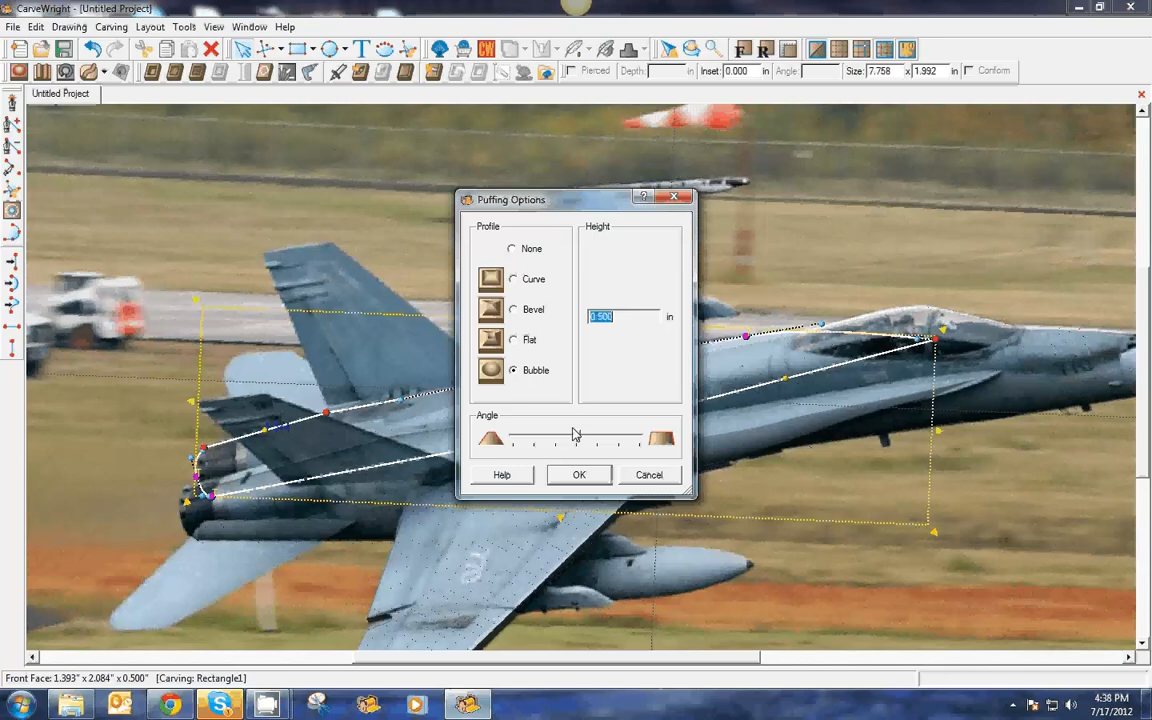 CarveWright - [Untitled Project]
File Edit Drawing Carving Layout Tools View Window Help
T CW F R
Pierced Depth: in Inset: 0.000 in Angle: Size: 7.758 x 1.992 in Conform
Untitled Project
Puffing Options
Profile Height
None
Curve
Bevel
0.500 in
Flat
Bubble
Angle
Help OK Cancel
Front Face: 1.393" x 2.084" x 0.500" [Carving: Rectangle1]
4:38 PM
7/17/2012